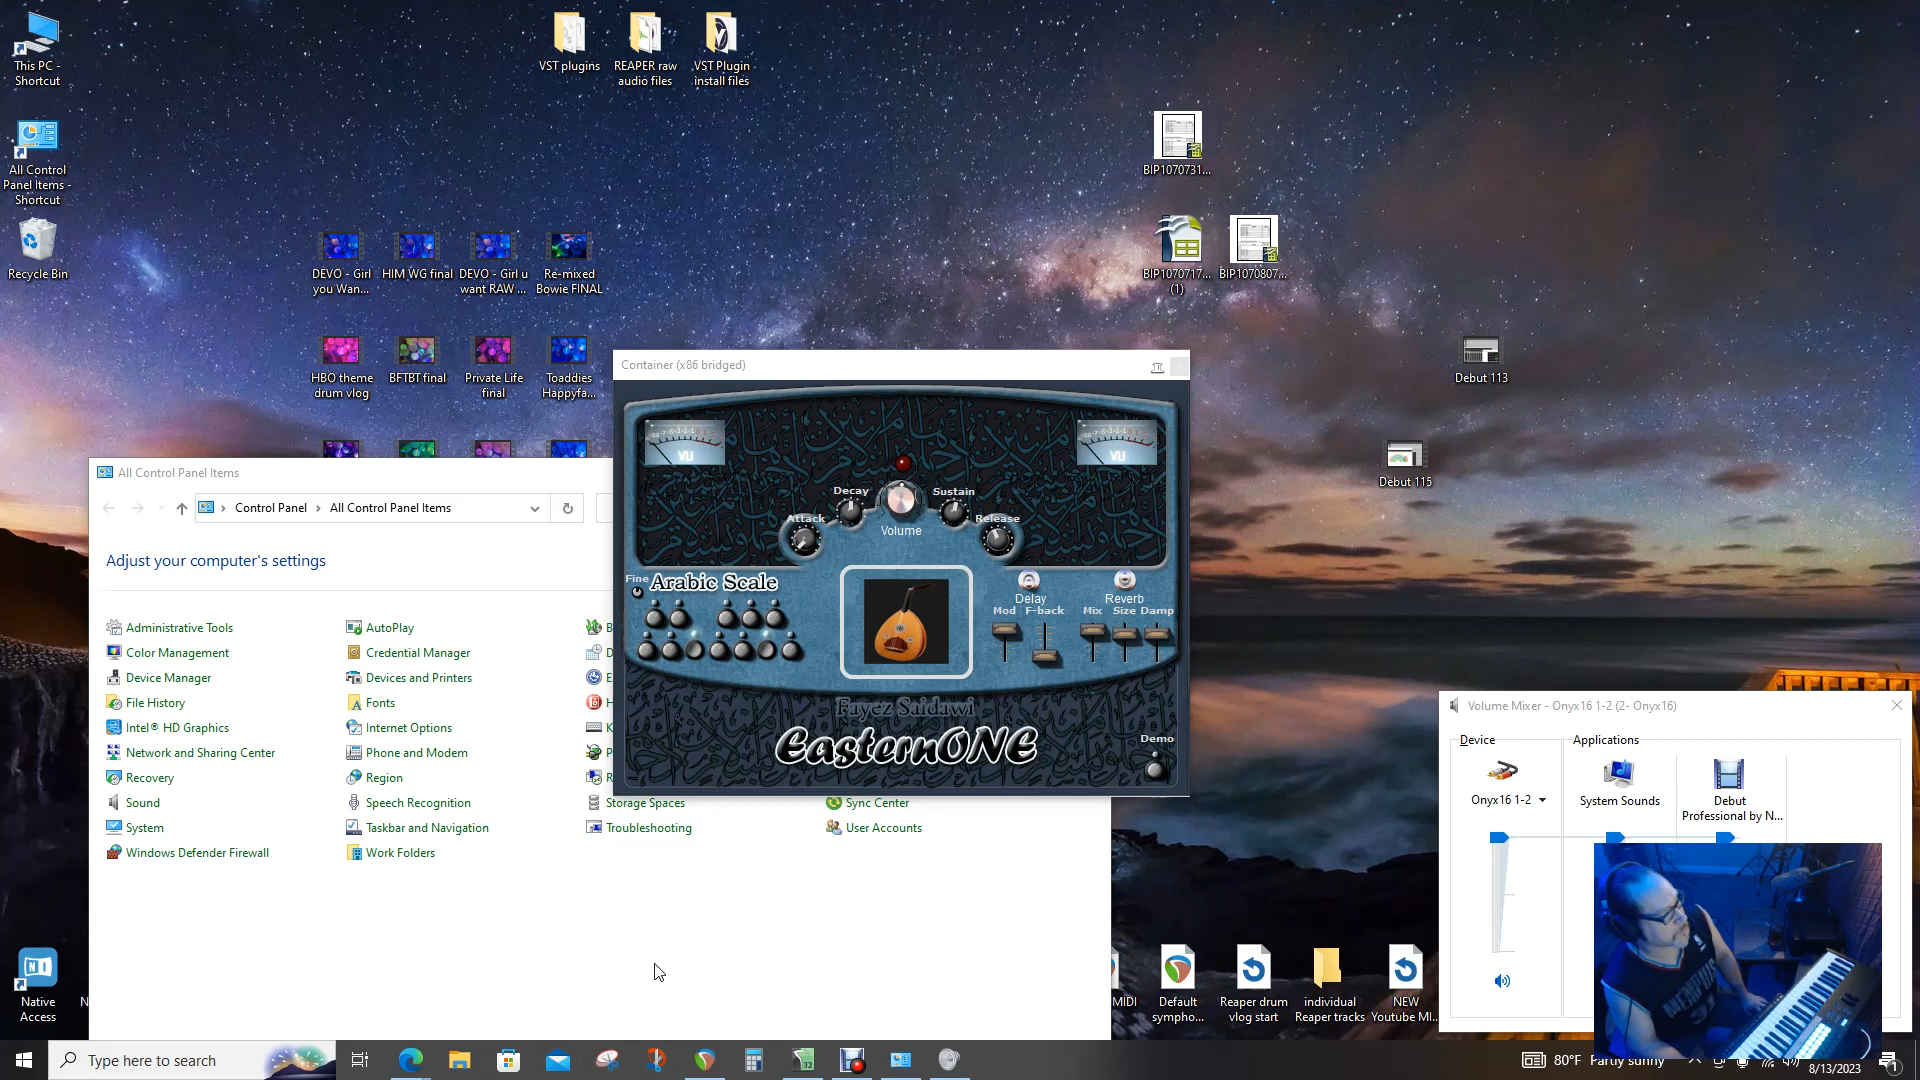 This PC -
Shortcut
VST plugins
REAPER raw
audio files
VST Plugin
install files
All Control
Panel Items -
Shortcut
BIP1070731...
Recycle Bin
DEVO - Girl
you Wan...
HIM WG final
DEVO - Girl u
want RAW ...
Re-mixed
Bowie FINAL
BIP1070717...
(1)
BIP1070807...
HBO theme
drum vlog
BFTBT final
Private Life
final
Toaddies
Happyfa...
Debut 113
Debut 115
Container (x86 bridged)
VU
VU
Decay
Sustain
Attack
Volume
Release
Fine
Arabic Scale
Delay
Mod F-back
Reverb
Mix Size Damp
Fayez Saidawi
EasternONE
Demo
All Control Panel Items
Control Panel
All Control Panel Items
Adjust your computer's settings
Administrative Tools
AutoPlay
B
Color Management
Credential Manager
D
Device Manager
Devices and Printers
E
File History
Fonts
H
Intel® HD Graphics
Internet Options
K
Network and Sharing Center
Phone and Modem
P
Recovery
Region
R
Sound
Speech Recognition
Storage Spaces
Sync Center
System
Taskbar and Navigation
Troubleshooting
User Accounts
Windows Defender Firewall
Work Folders
Volume Mixer - Onyx16 1-2 (2- Onyx16)
Device
Applications
Onyx16 1-2
System Sounds
Debut
Professional by N...
Native
Access
N
MIDI
Default
sympho...
Reaper drum
vlog start
individual
Reaper tracks
NEW
Youtube MI...
MEMPHIS
Type here to search
32
80°F Partly sunny
8/13/2023
1